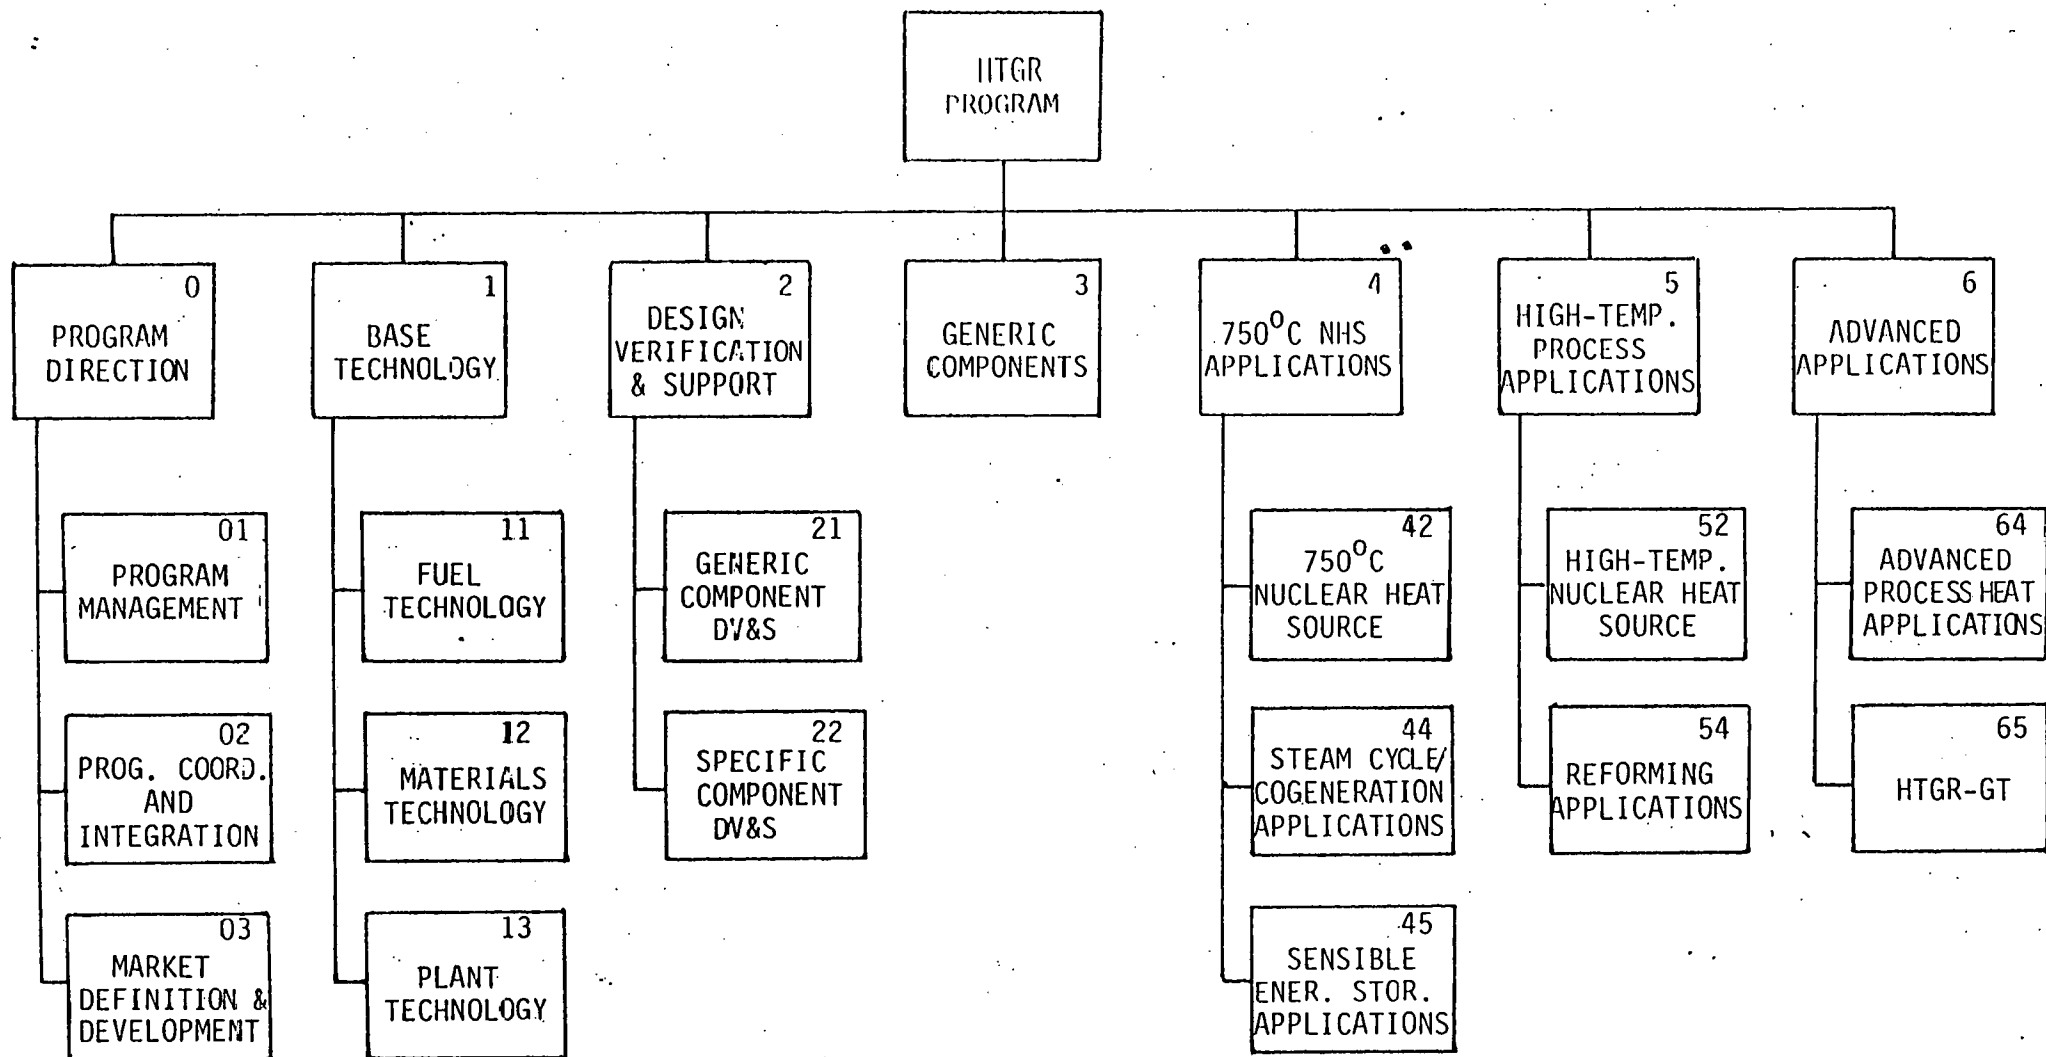 HTGR
PROGRAM
0
PROGRAM
DIRECTION
1
BASE
TECHNOLOGY
2
DESIGN
VERIFICATION
& SUPPORT
3
GENERIC
COMPONENTS
4
750°C NHS
APPLICATIONS
5
HIGH-TEMP.
PROCESS
APPLICATIONS
6
ADVANCED
APPLICATIONS
01
PROGRAM
MANAGEMENT
11
FUEL
TECHNOLOGY
21
GENERIC
COMPONENT
DV&S
42
750°C
NUCLEAR HEAT
SOURCE
52
HIGH-TEMP.
NUCLEAR HEAT
SOURCE
64
ADVANCED
PROCESS HEAT
APPLICATIONS
02
PROG. COORD.
AND
INTEGRATION
12
MATERIALS
TECHNOLOGY
22
SPECIFIC
COMPONENT
DV&S
44
STEAM CYCLE/
COGENERATION
APPLICATIONS
54
REFORMING
APPLICATIONS
65
HTGR-GT
03
MARKET
DEFINITION &
DEVELOPMENT
13
PLANT
TECHNOLOGY
45
SENSIBLE
ENER. STOR.
APPLICATIONS